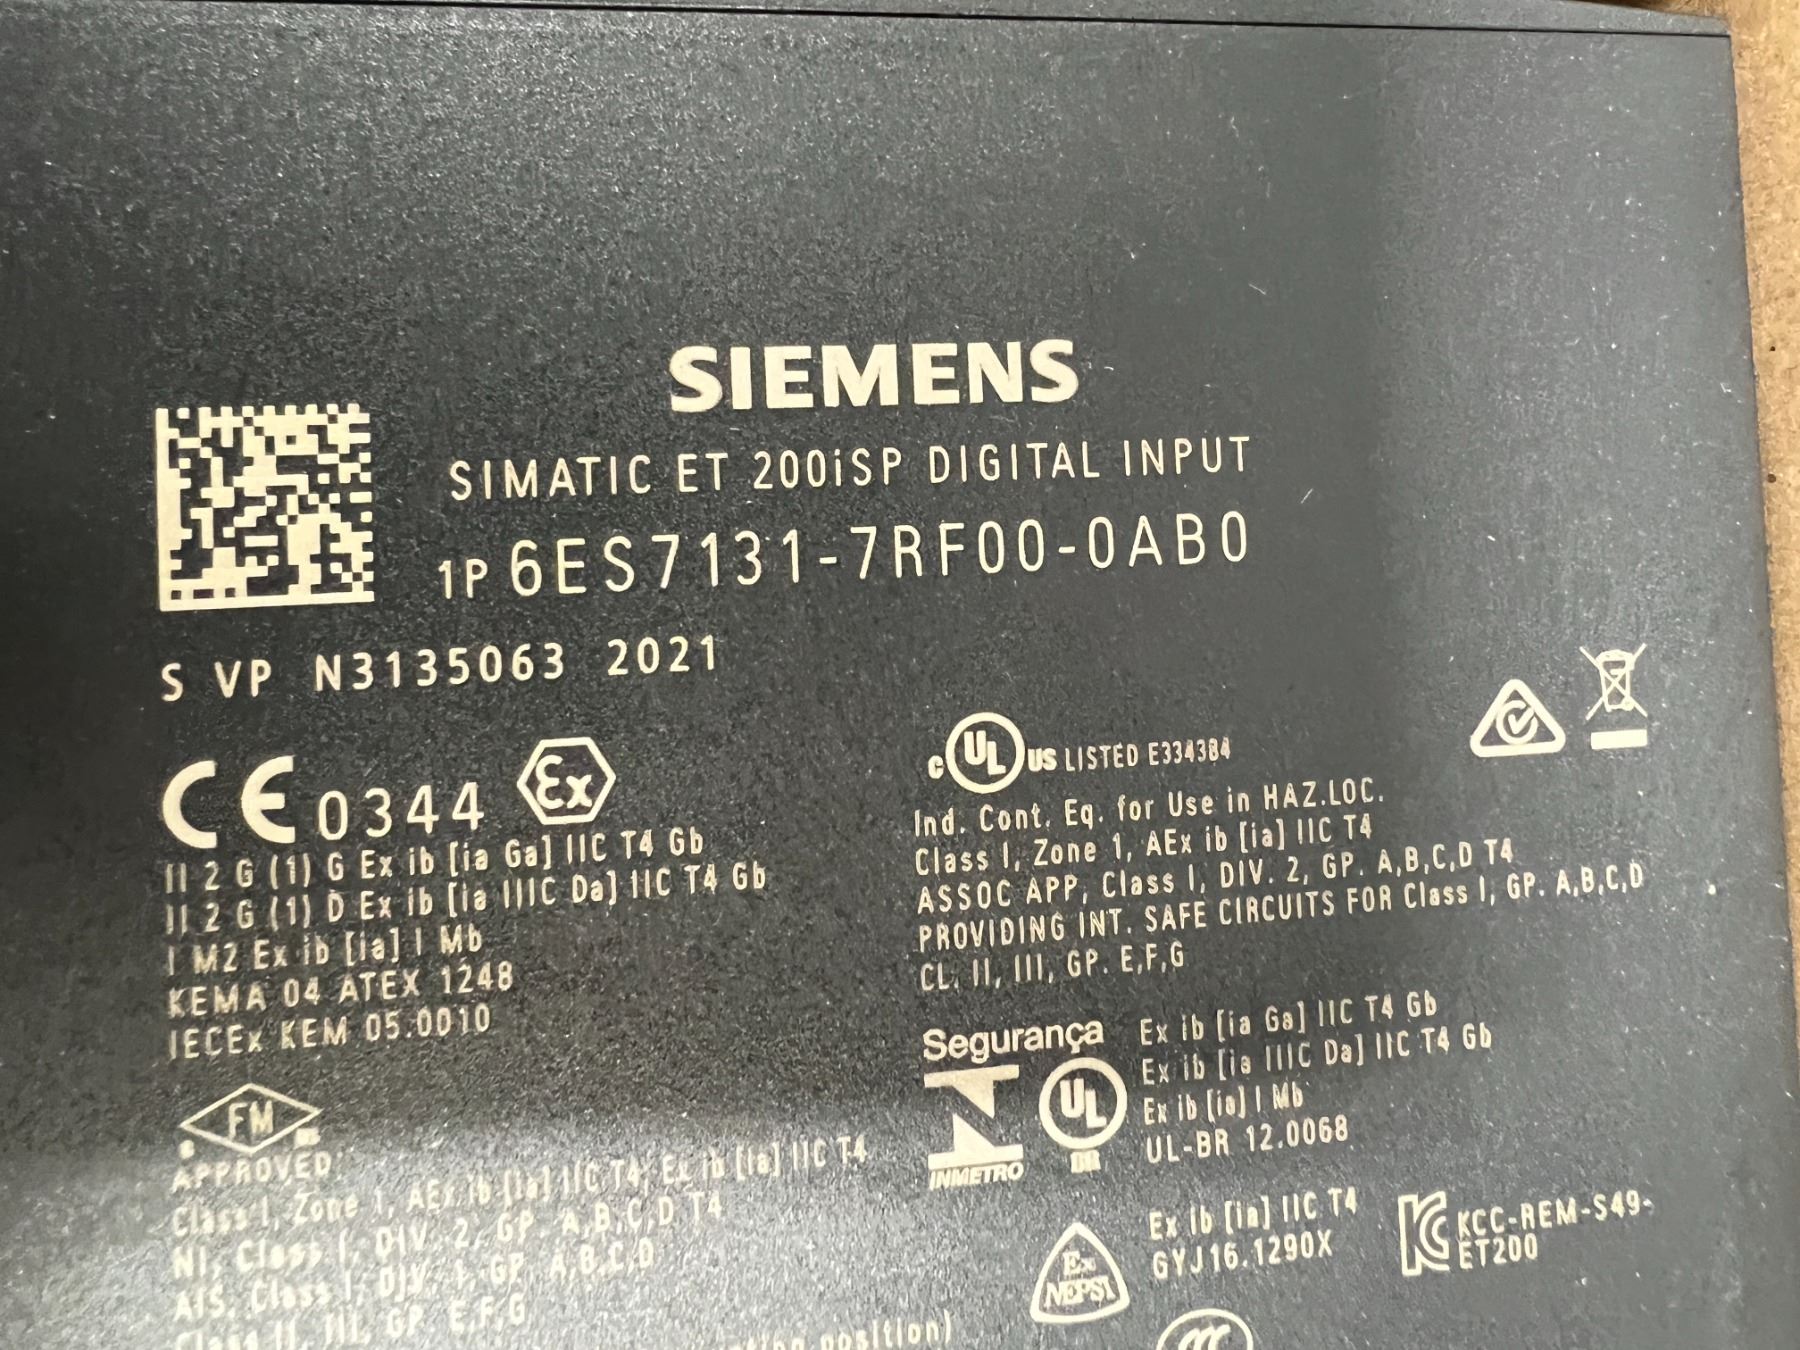 SIEMENS
SIMATIC ET 200iSP DIGITAL INPUT
1P 6ES7131-7RF00-0AB0
S VP N3135063 2021
CE 0344 Ex
II 2 G (1) G Ex ib [ia Ga] IIC T4 Gb
II 2 G (1) D Ex ib [ia IIIC Da] IIC T4 Gb
I M2 Ex ib [ia] I Mb
KEMA 04 ATEX 1248
IECEx KEM 05.0010
FM
APPROVED
Class I, Zone 1, AEx ib [ia] IIC T4, Ex ib [ia] IIC T4
NI, Class I, DIV. 2, GP. A,B,C,D T4
AIS, Class I, DIV. 1, GP. A,B,C,D
Class II, III, GP. E,F,G
position)
c UL US LISTED E334384
Ind. Cont. Eq. for Use in HAZ.LOC.
Class I, Zone 1, AEx ib [ia] IIC T4
ASSOC APP, Class I, DIV. 2, GP. A,B,C,D T4
PROVIDING INT. SAFE CIRCUITS FOR Class I, GP. A,B,C,D
CL. II, III, GP. E,F,G
Segurança
INMETRO
UL
BR
Ex ib [ia Ga] IIC T4 Gb
Ex ib [ia IIIC Da] IIC T4 Gb
Ex ib [ia] I Mb
UL-BR 12.0068
Ex
NEPSI
Ex ib [ia] IIC T4
GYJ16.1290X
KCC-REM-S49-
ET200